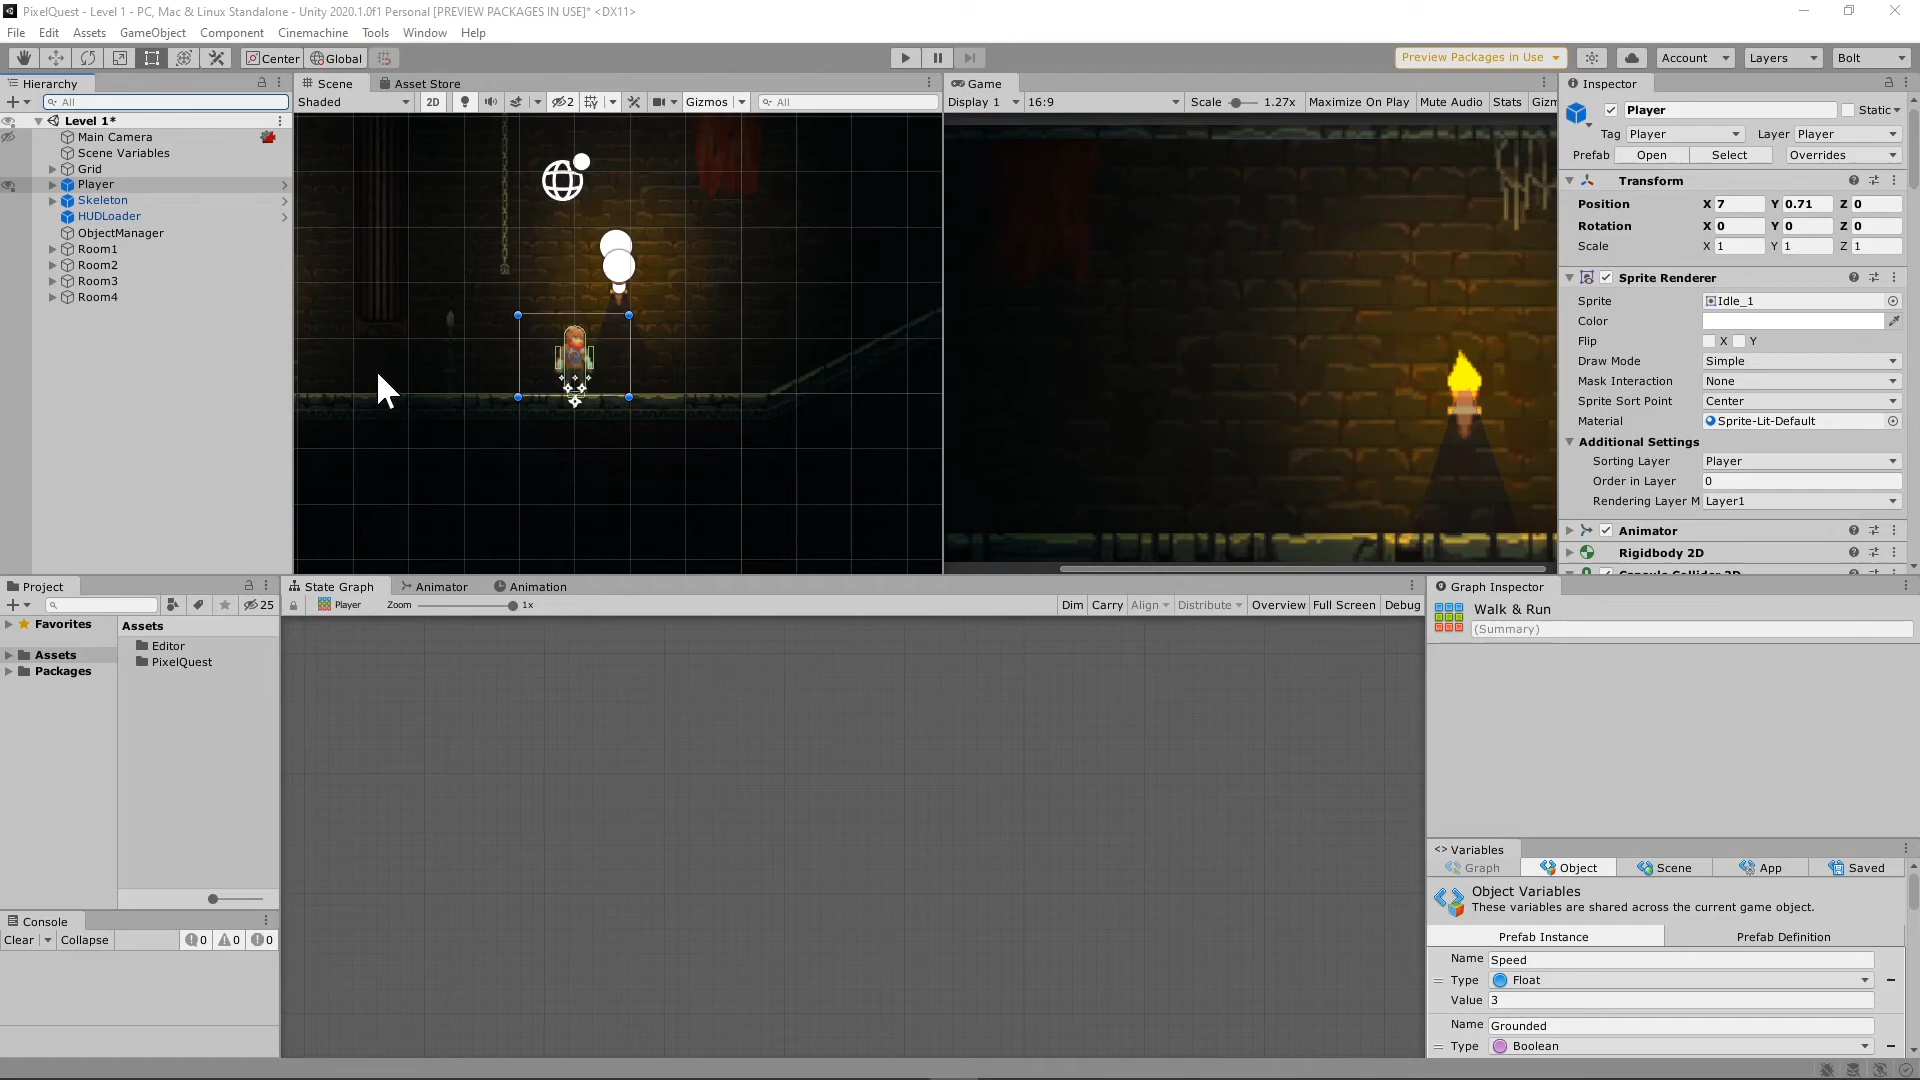 PixelQuest - Level 1 - PC, Mac & Linux Standalone - Unity 2020.1.0f1 Personal [PREVIEW PACKAGES IN USE]* <DX11>
File Edit Assets GameObject Component Cinemachine Tools Window Help
Center Global Preview Packages in Use Account Layers Bolt
Hierarchy
All
Level 1*
Main Camera
Scene Variables
Grid
Player
Skeleton
HUDLoader
ObjectManager
Room1
Room2
Room3
Room4
Scene Asset Store
Shaded 2D 2 Gizmos All
Game
Display 1 16:9 Scale 1.27x Maximize On Play Mute Audio Stats Gizm
Inspector
Player Static
Tag Player Layer Player
Prefab Open Select Overrides
Transform
Position X 7 Y 0.71 Z 0
Rotation X 0 Y 0 Z 0
Scale X 1 Y 1 Z 1
Sprite Renderer
Sprite Idle_1
Color
Flip X Y
Draw Mode Simple
Mask Interaction None
Sprite Sort Point Center
Material Sprite-Lit-Default
Additional Settings
Sorting Layer Player
Order in Layer 0
Rendering Layer M Layer1
Animator
Rigidbody 2D
Capsule Collider 2D
Project
25
Favorites
Assets
Packages
Assets
Editor
PixelQuest
Console
Clear Collapse 0 0 0
State Graph Animator Animation
Player Zoom 1x Dim Carry Align Distribute Overview Full Screen Debug
Graph Inspector
Walk & Run
(Summary)
<> Variables
Graph Object Scene App Saved
Object Variables
These variables are shared across the current game object.
Prefab Instance Prefab Definition
Name Speed
Type Float
Value 3
Name Grounded
Type Boolean